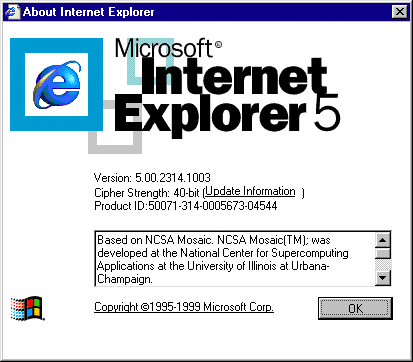 About Internet Explorer
Microsoft®
Internet
Explorer 5
Version: 5.00.2314.1003
Cipher Strength: 40-bit (Update Information )
Product ID:50071-314-0005673-04544
Based on NCSA Mosaic. NCSA Mosaic(TM); was
developed at the National Center for Supercomputing
Applications at the University of Illinois at Urbana-
Champaign.
Copyright ©1995-1999 Microsoft Corp.
OK